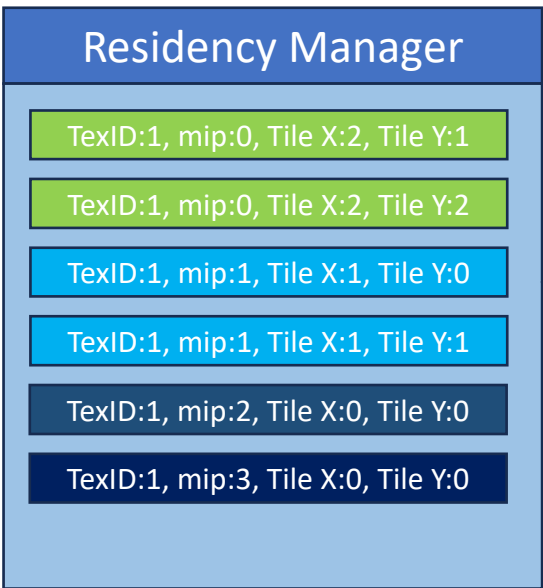 Residency Manager
TexID:1, mip:0, Tile X:2, Tile Y:1
TexID:1, mip:0, Tile X:2, Tile Y:2
TexID:1, mip:1, Tile X:1, Tile Y:0
TexID:1, mip:1, Tile X:1, Tile Y:1
TexID:1, mip:2, Tile X:0, Tile Y:0
TexID:1, mip:3, Tile X:0, Tile Y:0